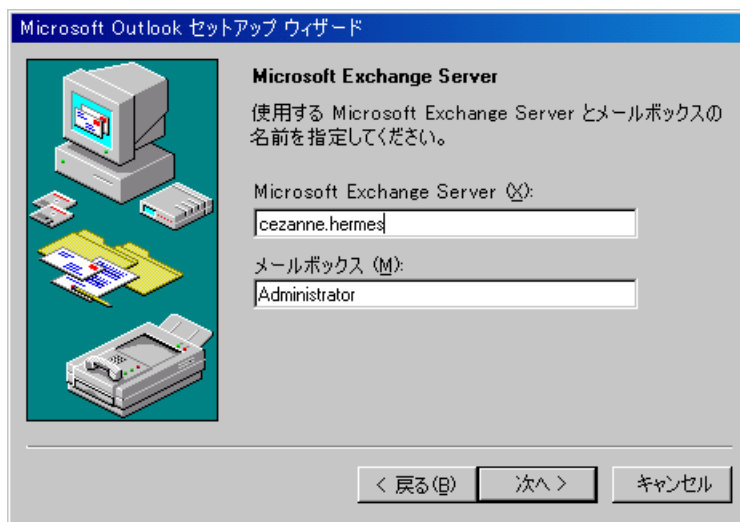 Microsoft Outlook セットアップ ウィザード
Microsoft Exchange Server
使用する Microsoft Exchange Server とメールボックスの
名前を指定してください。
Microsoft Exchange Server (X):
cezanne.hermes
メールボックス (M):
Administrator
< 戻る(B) 次へ > キャンセル